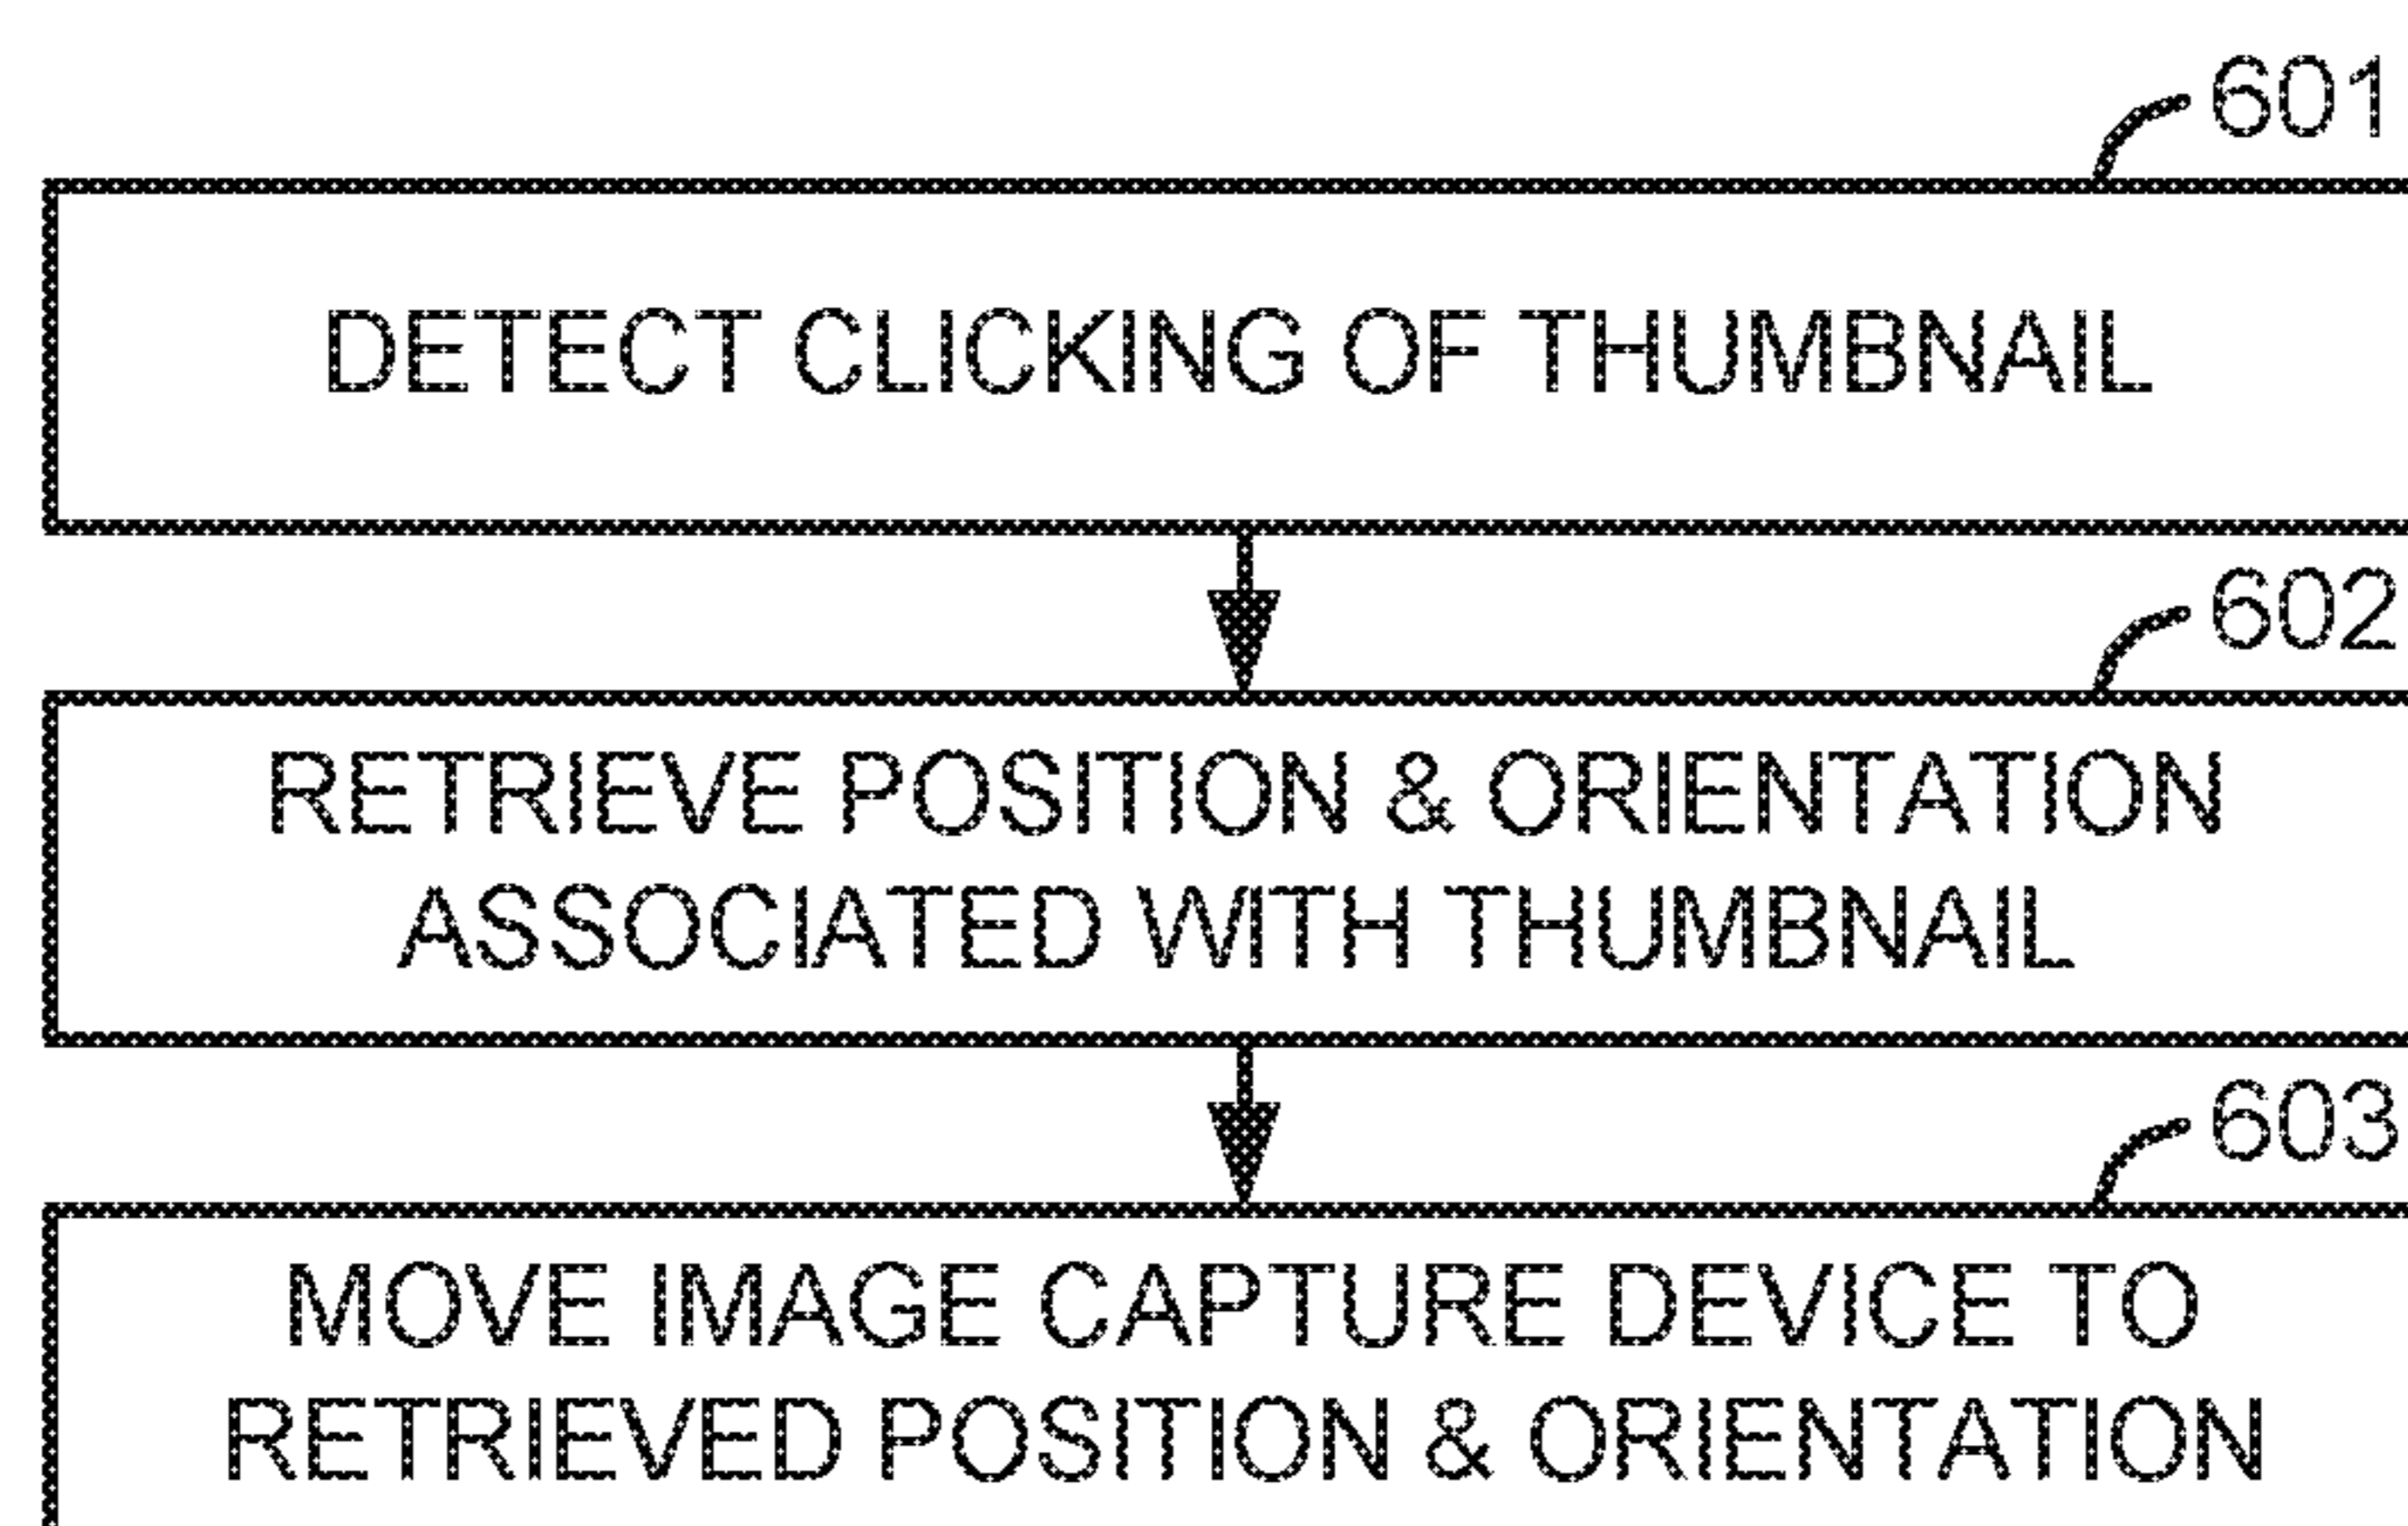 601
DETECT CLICKING OF THUMBNAIL
602
RETRIEVE POSITION & ORIENTATION
ASSOCIATED WITH THUMBNAIL
603
MOVE IMAGE CAPTURE DEVICE TO
RETRIEVED POSITION & ORIENTATION